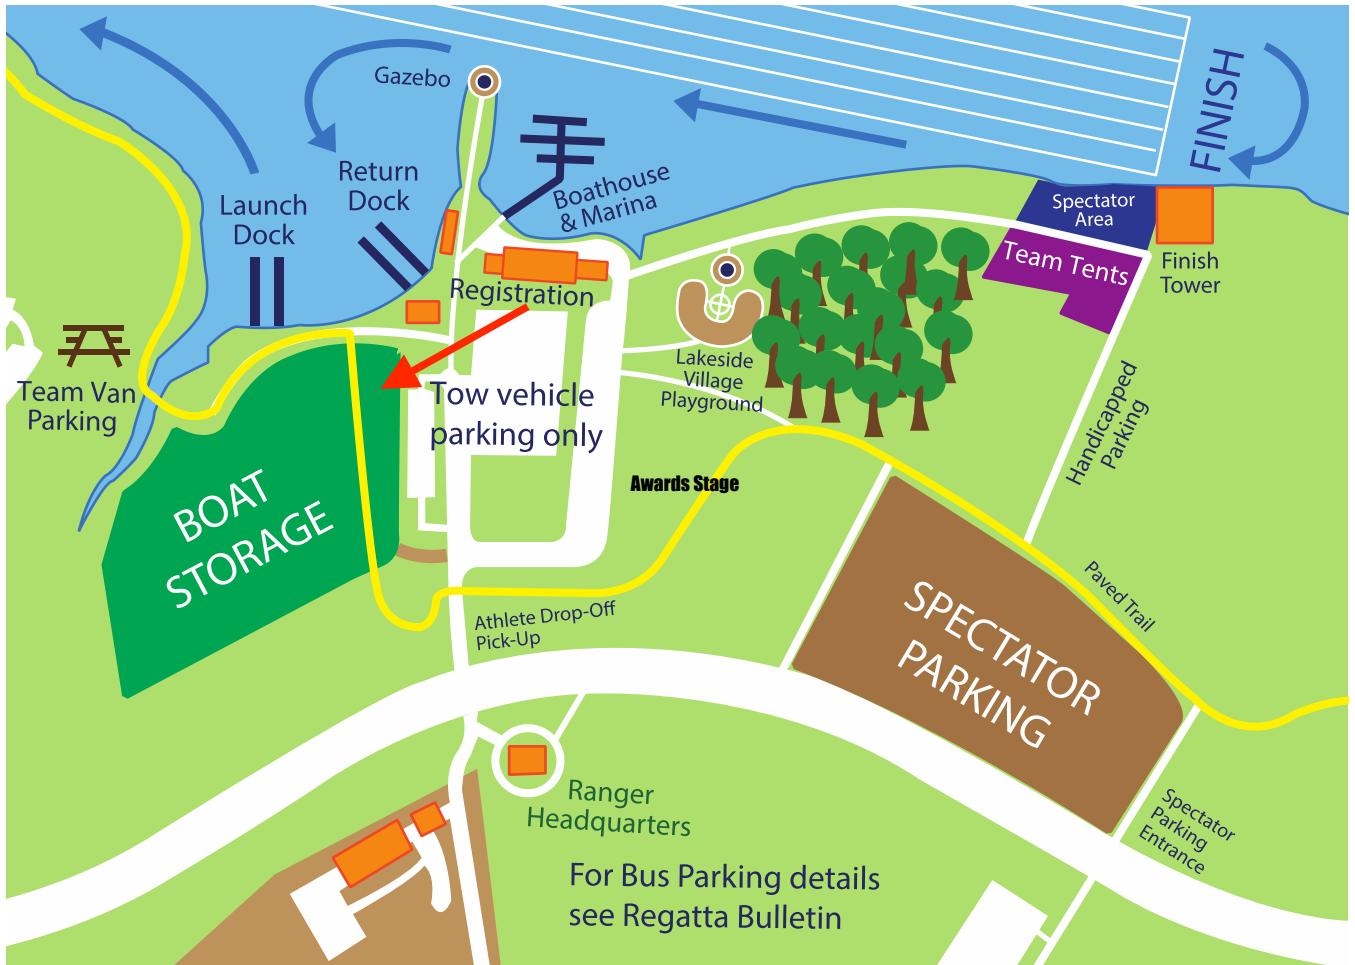 FINISH
Gazebo
Return
Dock
Boathouse
& Marina
Launch
Dock
Spectator
Area
Team Tents
Finish
Tower
Registration
Team Van
Parking
Lakeside
Village
Playground
Tow vehicle
parking only
Handicapped
Parking
Awards Stage
BOAT
STORAGE
Paved Trail
SPECTATOR
PARKING
Athlete Drop-Off
Pick-Up
Ranger
Headquarters
Spectator
Parking
Entrance
For Bus Parking details
see Regatta Bulletin